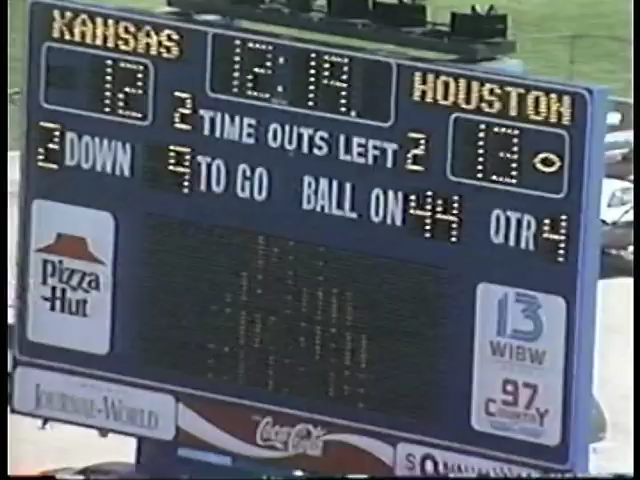 KANSAS 12:14 HOUSTON
12 13
2 TIME OUTS LEFT 2
2 DOWN 9 TO GO BALL ON 44 QTR 4
Pizza
Hut
13
WIBW
97
COUNTRY
JOURNAL-WORLD
Coca-Cola